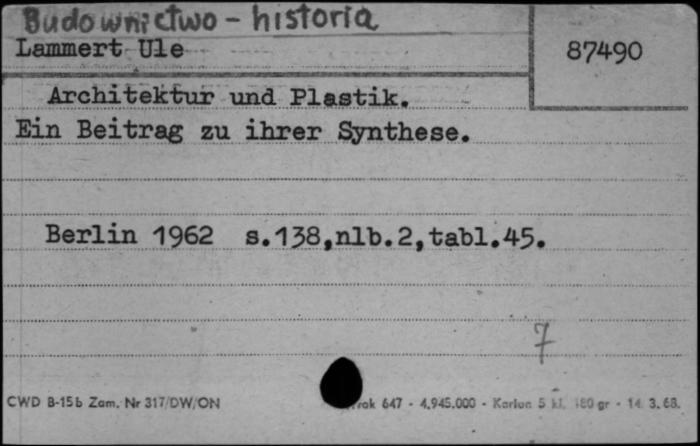 Budownictwo - historia
Lammert Ule
87490
Architektur und Plastik.
Ein Beitrag zu ihrer Synthese.
Berlin 1962 s.138,nlb.2,tabl.45.
7
CWD B-15b Zam. Nr 317/DW/ON
647 - 4.945.000 - Karton 5 kl. 180 gr - 14. 3. 68.